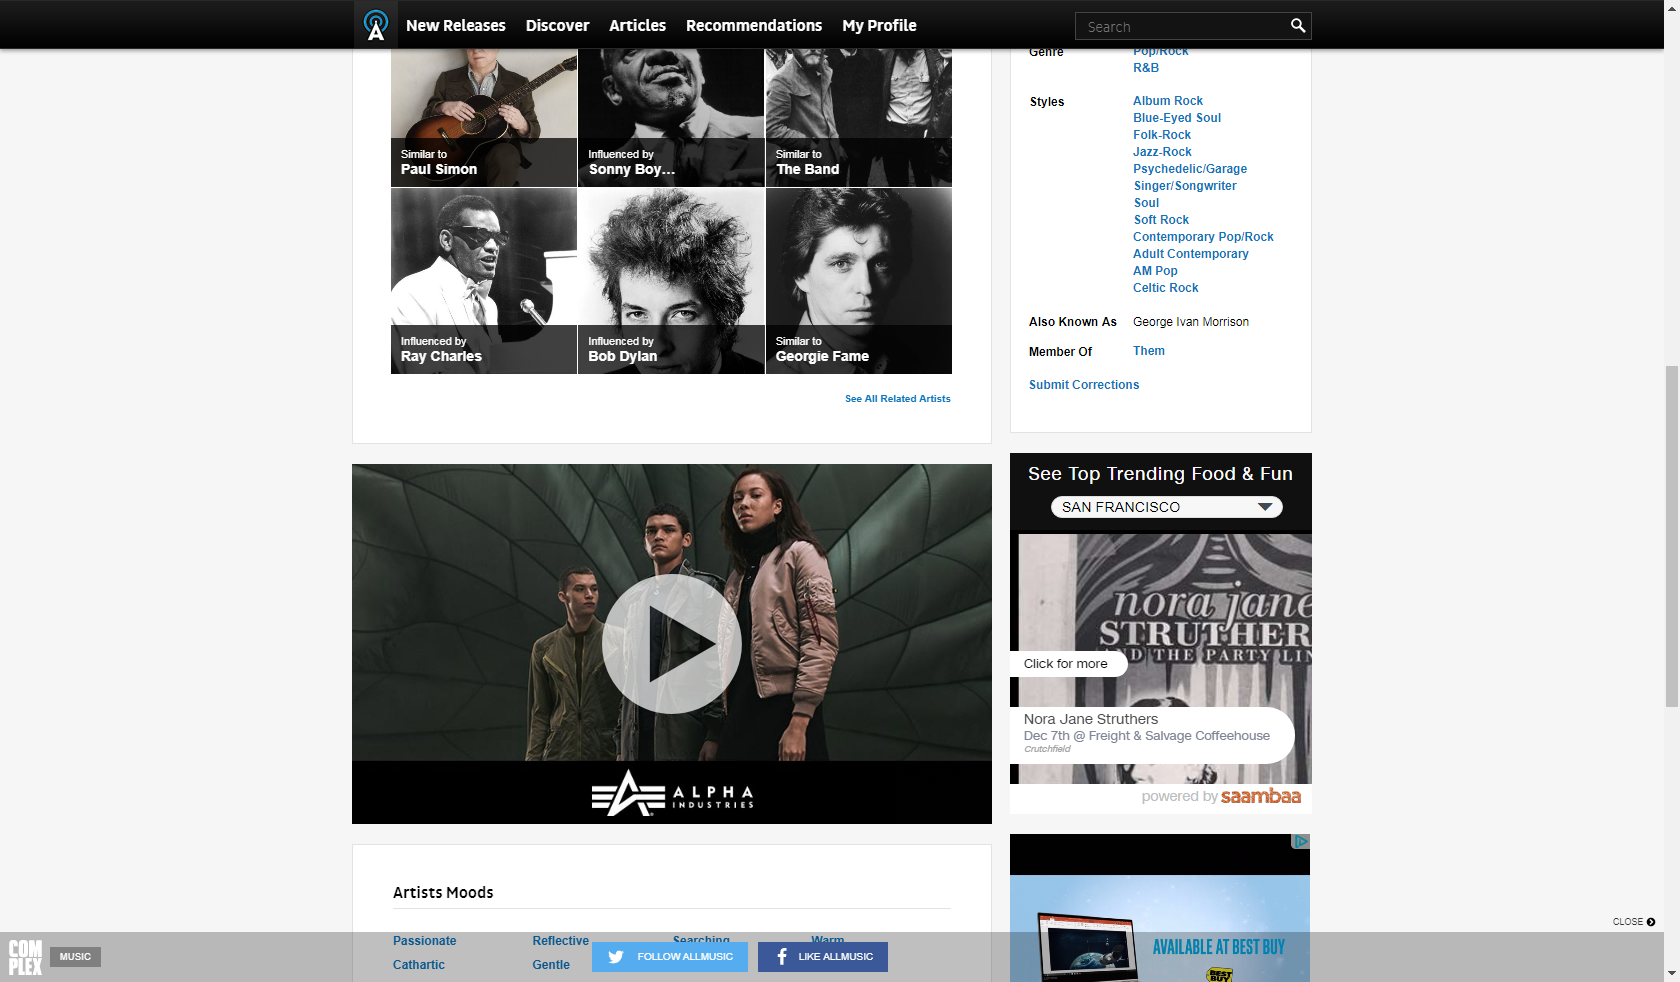 New Releases Discover Articles Recommendations My Profile Search
Similar to
Paul Simon
Influenced by
Sonny Boy...
Similar to
The Band
Influenced by
Ray Charles
Influenced by
Bob Dylan
Similar to
Georgie Fame
See All Related Artists
Genre Pop/Rock
R&B
Styles Album Rock
Blue-Eyed Soul
Folk-Rock
Jazz-Rock
Psychedelic/Garage
Singer/Songwriter
Soul
Soft Rock
Contemporary Pop/Rock
Adult Contemporary
AM Pop
Celtic Rock
Also Known As George Ivan Morrison
Member Of Them
Submit Corrections
ALPHA
INDUSTRIES
See Top Trending Food & Fun
SAN FRANCISCO
nora jane
STRUTHER
AND THE PARTY LIN
Click for more
Nora Jane Struthers
Dec 7th @ Freight & Salvage Coffeehouse
Crutchfield
powered by saambaa
Artists Moods
Passionate Reflective Searching Warm
Cathartic Gentle
CLOSE
AVAILABLE AT BEST BUY
BEST
BUY
COM
PLEX
MUSIC
FOLLOW ALLMUSIC
LIKE ALLMUSIC